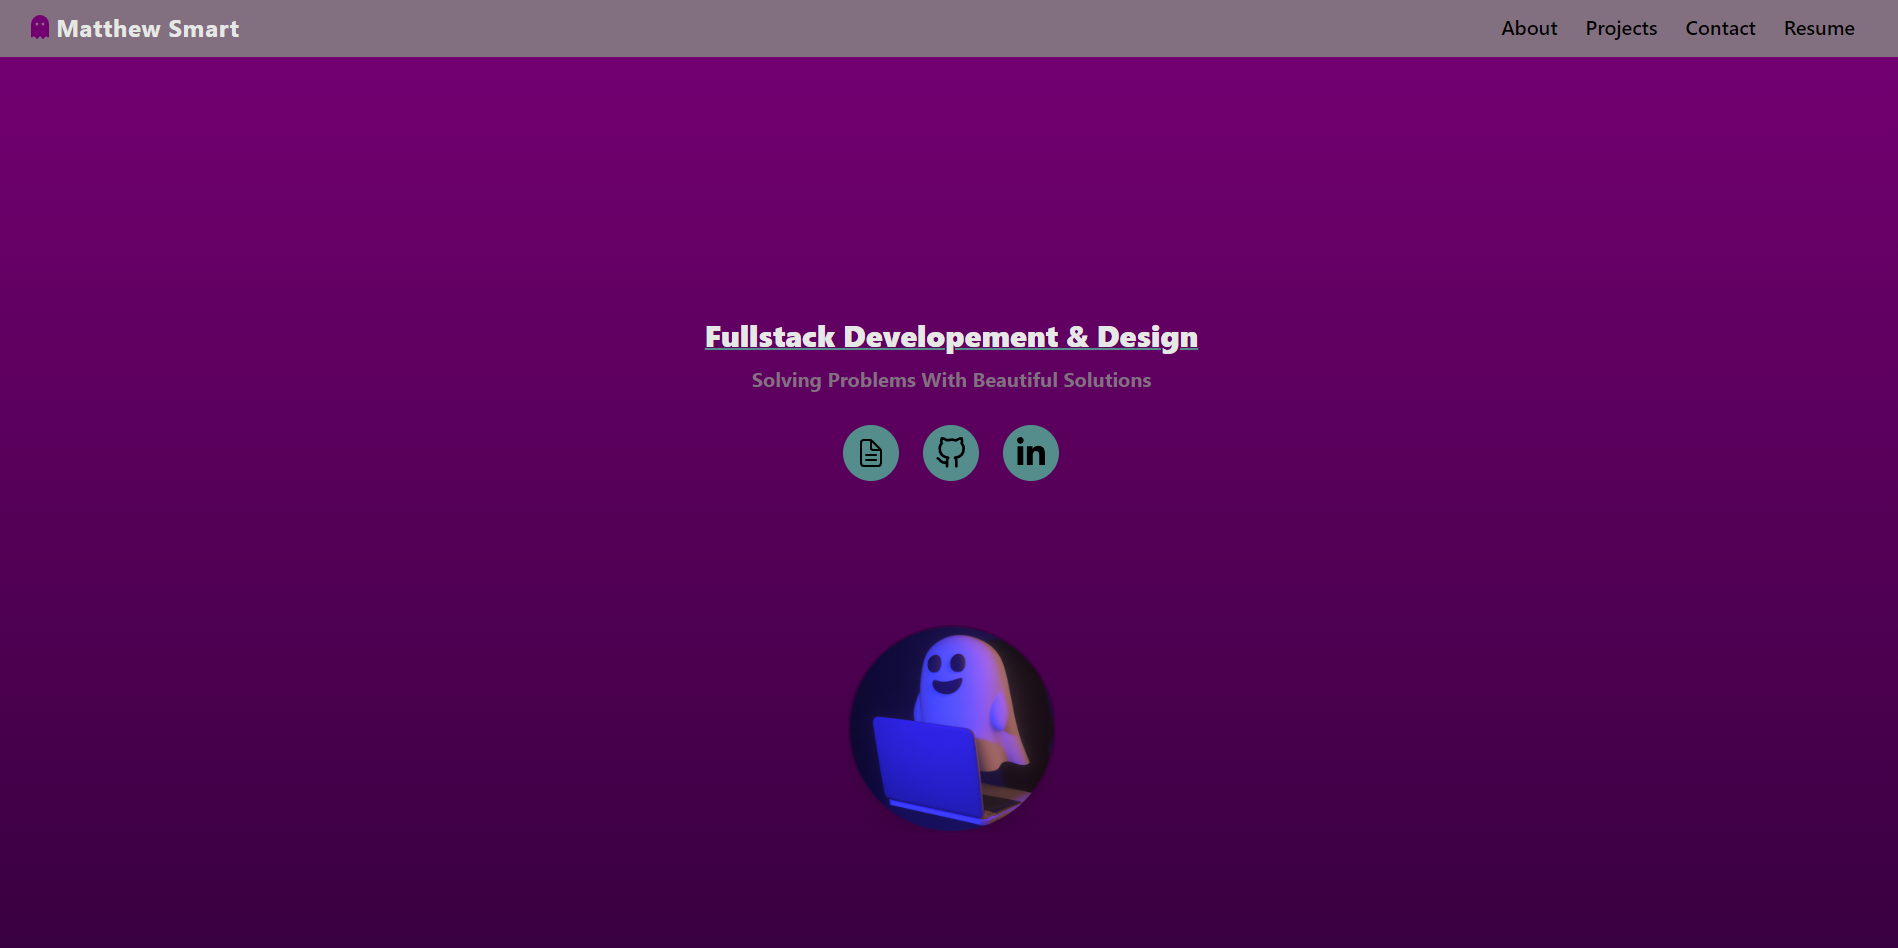 Matthew Smart
About Projects Contact Resume
Fullstack Developement & Design
Solving Problems With Beautiful Solutions
in